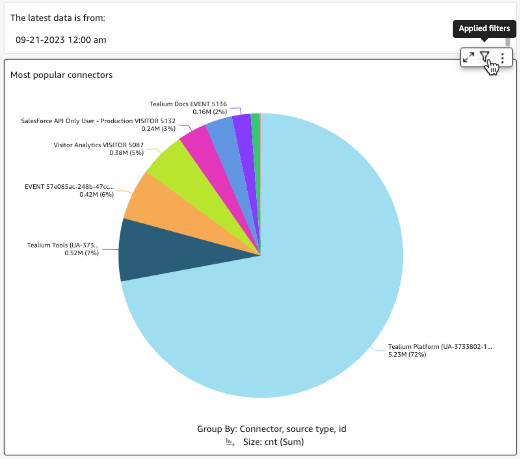 The latest data is from:
Applied filters
09-21-2023 12:00 am
Most popular connectors
Tealium Docs EVENT 5136
0.16M (2%)
Salesforce API Only User - Production VISITOR 5132
0.24M (3%)
Visitor Analytics VISITOR 5087
0.38M (5%)
EVENT 57e085ac-248b-47cc...
0.42M (6%)
Tealium Tools (UA-373...
0.52M (7%)
Tealium Platform (UA-3733802-1...
5.23M (72%)
Group By: Connector, source type, id
Size: cnt (Sum)